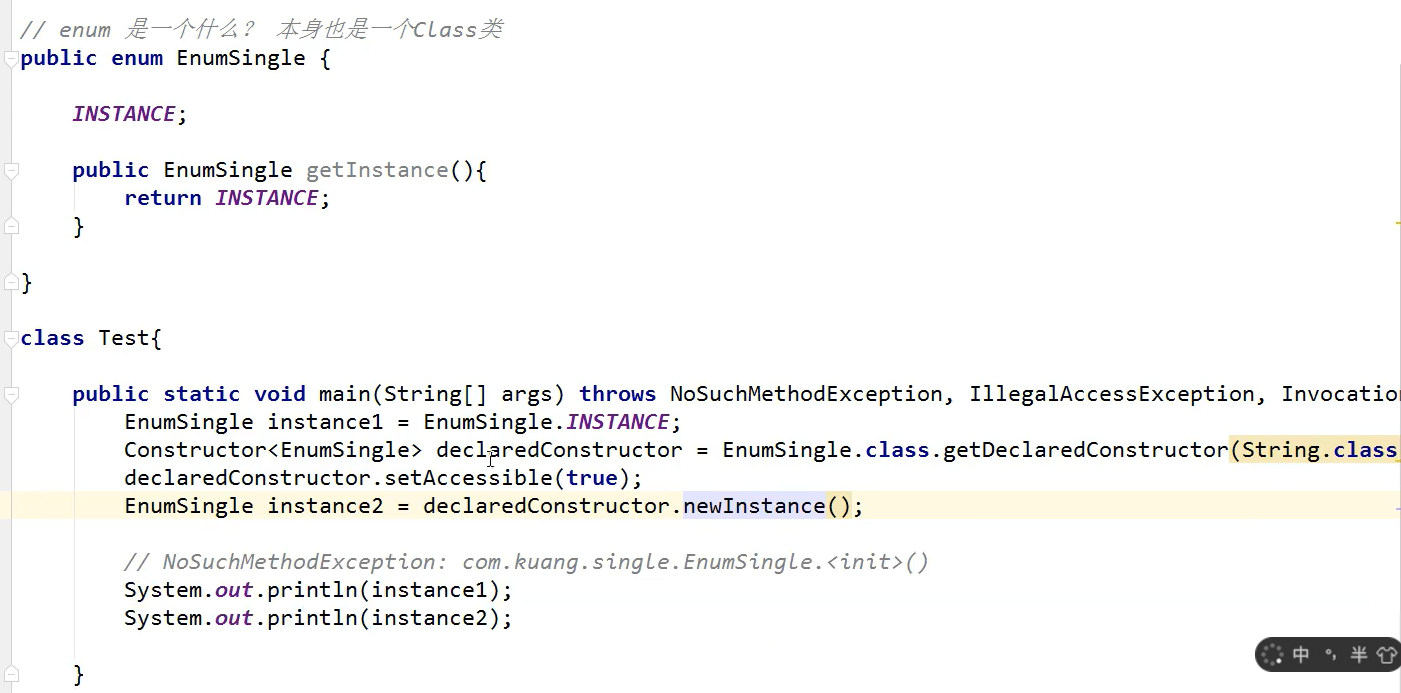 // enum 是一个什么? 本身也是一个Class类
public enum EnumSingle {
INSTANCE;
public EnumSingle getInstance(){
return INSTANCE;
}
}
class Test{
public static void main(String[] args) throws NoSuchMethodException, IllegalAccessException, Invocation
EnumSingle instance1 = EnumSingle.INSTANCE;
Constructor<EnumSingle> declaredConstructor = EnumSingle.class.getDeclaredConstructor(String.class
declaredConstructor.setAccessible(true);
EnumSingle instance2 = declaredConstructor.newInstance();
// NoSuchMethodException: com.kuang.single.EnumSingle.<init>()
System.out.println(instance1);
System.out.println(instance2);
中 °, 半
}